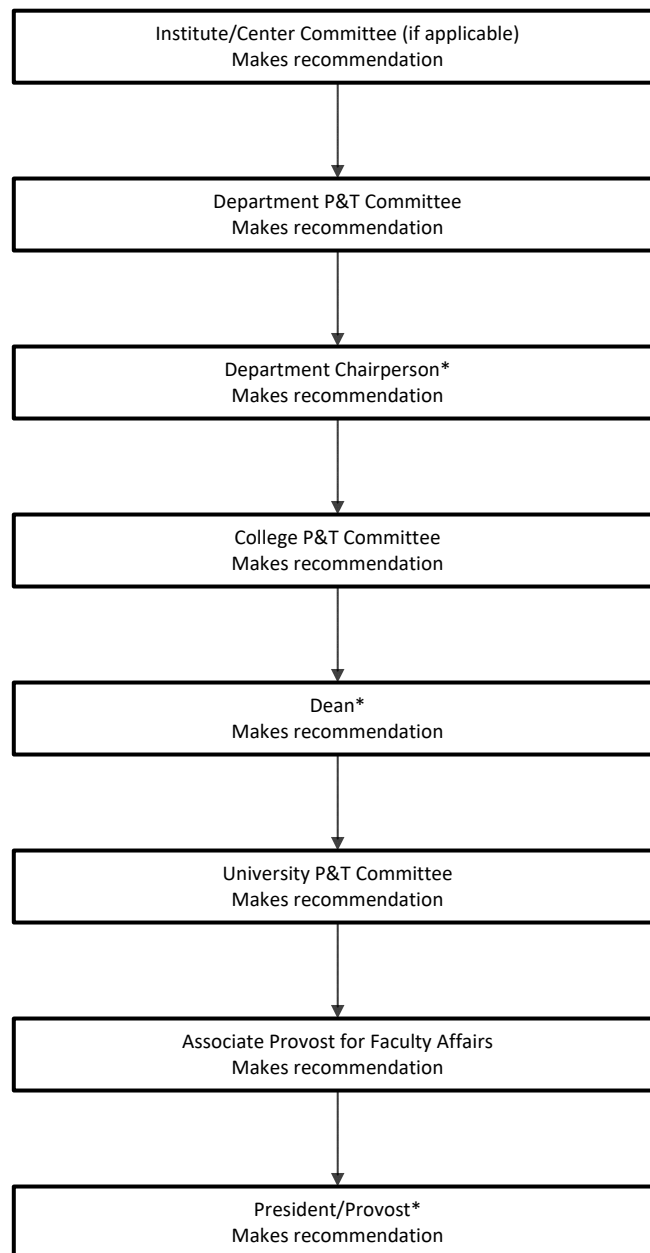 Institute/Center Committee (if applicable)
Makes recommendation
Department P&T Committee
Makes recommendation
Department Chairperson*
Makes recommendation
College P&T Committee
Makes recommendation
Dean*
Makes recommendation
University P&T Committee
Makes recommendation
Associate Provost for Faculty Affairs
Makes recommendation
President/Provost*
Makes recommendation